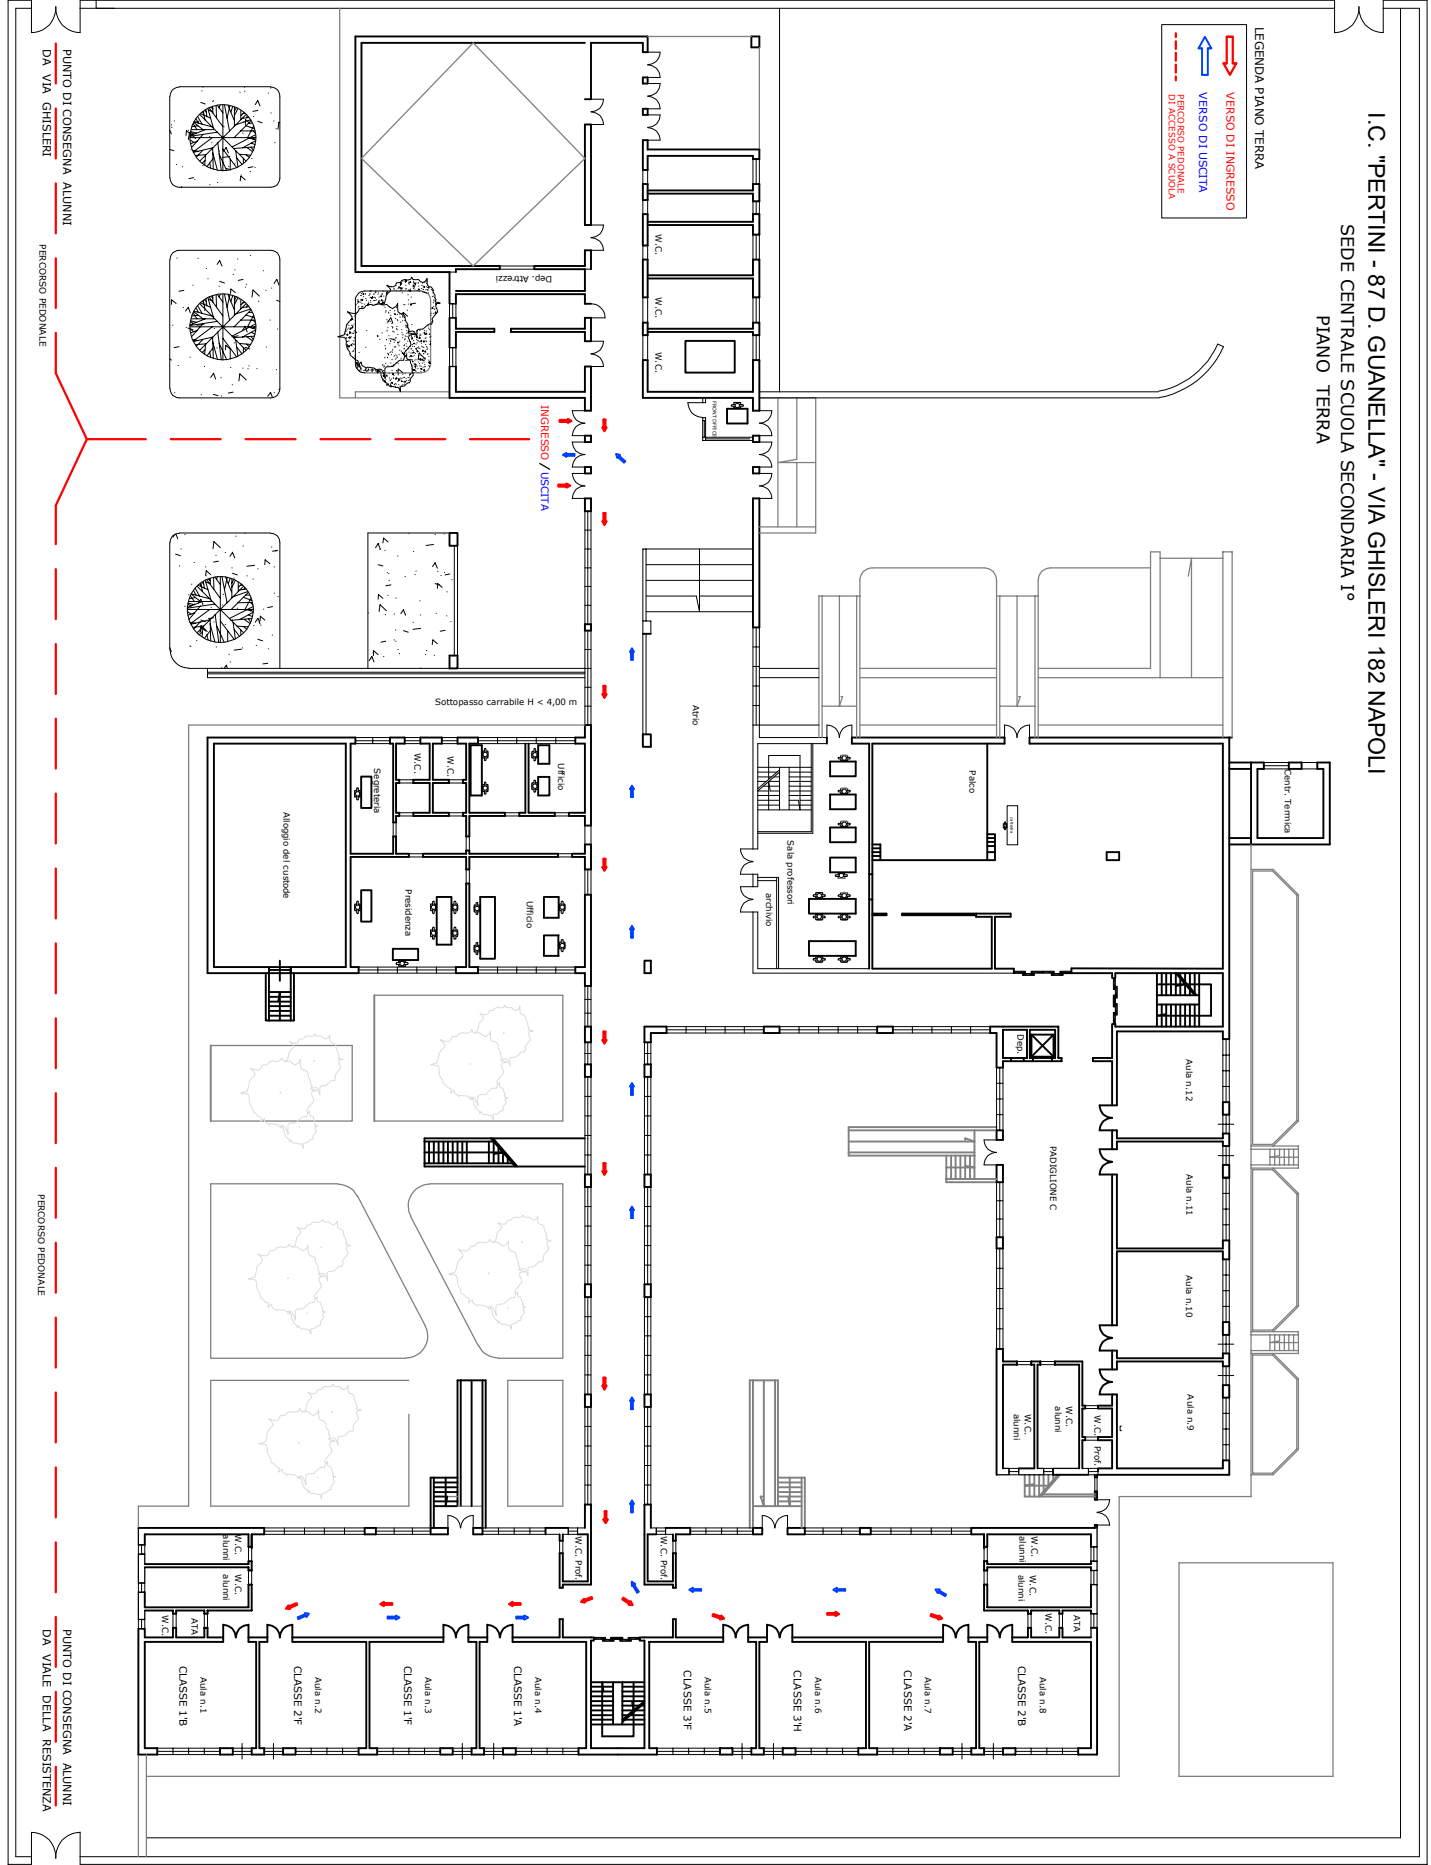 I.C. "PERTINI - 87 D. GUANELLA" - VIA GHISLERI 182 NAPOLI
SEDE CENTRALE SCUOLA SECONDARIA I°
PIANO TERRA
LEGENDA PIANO TERRA
VERSO DI INGRESSO
VERSO DI USCITA
PERCORSO PEDONALE
DI ACCESSO A SCUOLA
PUNTO DI CONSEGNA ALUNNI
DA VIA GHISLERI
PERCORSO PEDONALE
Dep. Attrezzi
W.C.
W.C.
W.C.
FRONT OFFICE
INGRESSO / USCITA
Sottopasso carrabile H < 4,00 m
Atrio
Ufficio
W.C.
W.C.
Segreteria
Alloggio del custode
Presidenza
Ufficio
Sala professori
archivio
Palco
Centr. Termica
Dep.
PADIGLIONE C
Aula n.12
Aula n.11
Aula n.10
Aula n.9
W.C.
alunni
W.C.
alunni
W.C.
Prof.
t
PERCORSO PEDONALE
W.C.
alunni
W.C.
alunni
W.C.
ATA
W.C. Prof.
W.C. Prof.
W.C.
alunni
W.C.
alunni
W.C.
ATA
Aula n.1
CLASSE 1'B
Aula n.2
CLASSE 2'F
Aula n.3
CLASSE 1'F
Aula n.4
CLASSE 1'A
Aula n.5
CLASSE 3'F
Aula n.6
CLASSE 3'H
Aula n.7
CLASSE 2'A
Aula n.8
CLASSE 2'B
PUNTO DI CONSEGNA ALUNNI
DA VIALE DELLA RESISTENZA